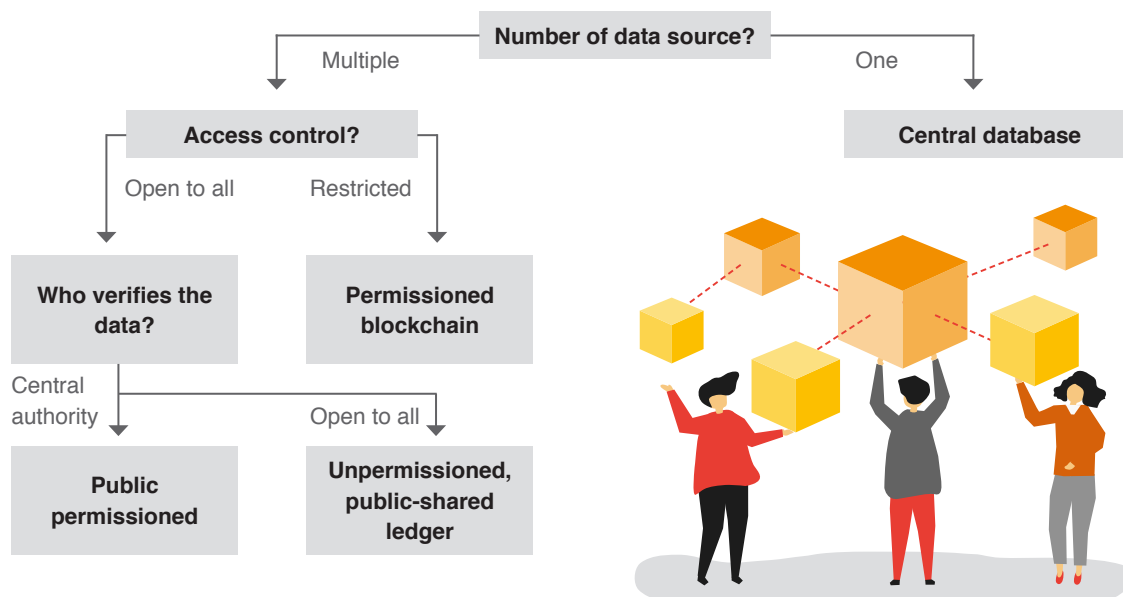 Number of data source?
Multiple
One
Access control?
Central database
Open to all
Restricted
Who verifies the
data?
Permissioned
blockchain
Central
authority
Open to all
Public
permissioned
Unpermissioned,
public-shared
ledger